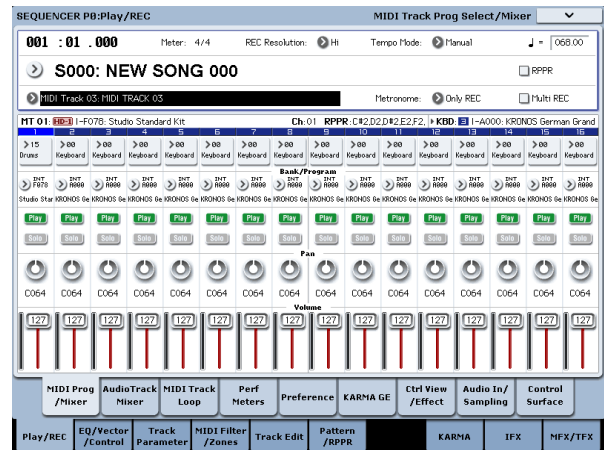 SEQUENCER P0:Play/REC MIDI Track Prog Select/Mixer
001 :01 .000 Meter: 4/4 REC Resolution: Hi Tempo Mode: Manual ♩ = 068.00
S000: NEW SONG 000 RPPR
MIDI Track 03: MIDI TRACK 03 Metronome: Only REC Multi REC
MT 01: HD-1 I-F078: Studio Standard Kit Ch:01 RPPR:C#2,D2,D#2,E2,F2, KBD: 3 I-A000: KRONOS German Grand
1 2 3 4 5 6 7 8 9 10 11 12 13 14 15 16
>15 >00 >00 >00 >00 >00 >00 >00 >00 >00 >00 >00 >00 >00 >00 >00
Drums Keyboard Keyboard Keyboard Keyboard Keyboard Keyboard Keyboard Keyboard Keyboard Keyboard Keyboard Keyboard Keyboard Keyboard Keyboard
Bank/Program
INT INT INT INT INT INT INT INT INT INT INT INT INT INT INT INT
F078 A000 A000 A000 A000 A000 A000 A000 A000 A000 A000 A000 A000 A000 A000 A000
Studio Star KRONOS Ge KRONOS Ge KRONOS Ge KRONOS Ge KRONOS Ge KRONOS Ge KRONOS Ge KRONOS Ge KRONOS Ge KRONOS Ge KRONOS Ge KRONOS Ge KRONOS Ge KRONOS Ge KRONOS Ge
Play Play Play Play Play Play Play Play Play Play Play Play Play Play Play Play
Solo Solo Solo Solo Solo Solo Solo Solo Solo Solo Solo Solo Solo Solo Solo Solo
Pan
C064 C064 C064 C064 C064 C064 C064 C064 C064 C064 C064 C064 C064 C064 C064 C064
Volume
127 127 127 127 127 127 127 127 127 127 127 127 127 127 127 127
MIDI Prog /Mixer AudioTrack Mixer MIDI Track Loop Perf Meters Preference KARMA GE Ctrl View /Effect Audio In/ Sampling Control Surface
Play/REC EQ/Vector /Control Track Parameter MIDI Filter /Zones Track Edit Pattern /RPPR KARMA IFX MFX/TFX